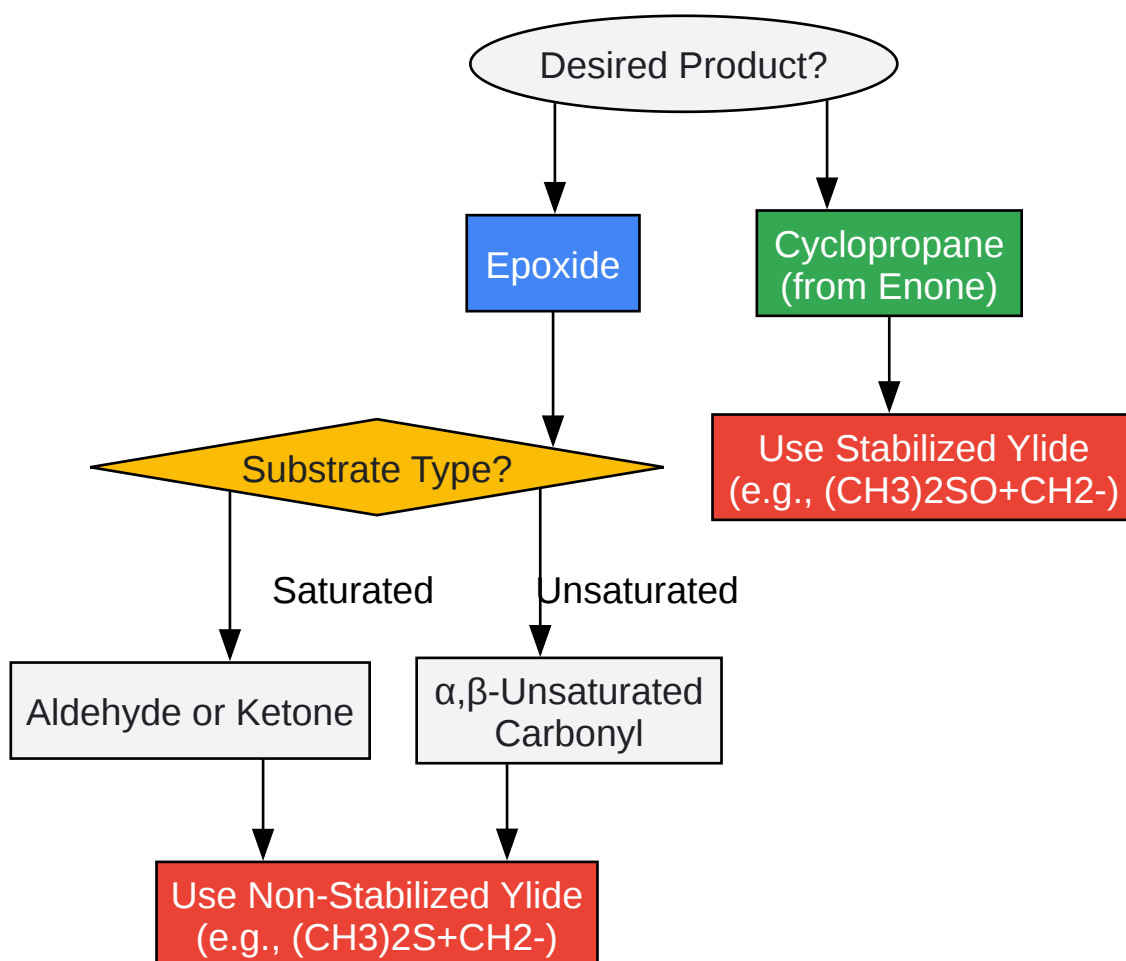 Desired Product?
Epoxide
Cyclopropane
(from Enone)
Substrate Type?
Use Stabilized Ylide
(e.g., (CH3)2SO+CH2-)
Saturated
Unsaturated
Aldehyde or Ketone
α,β-Unsaturated
Carbonyl
Use Non-Stabilized Ylide
(e.g., (CH3)2S+CH2-)